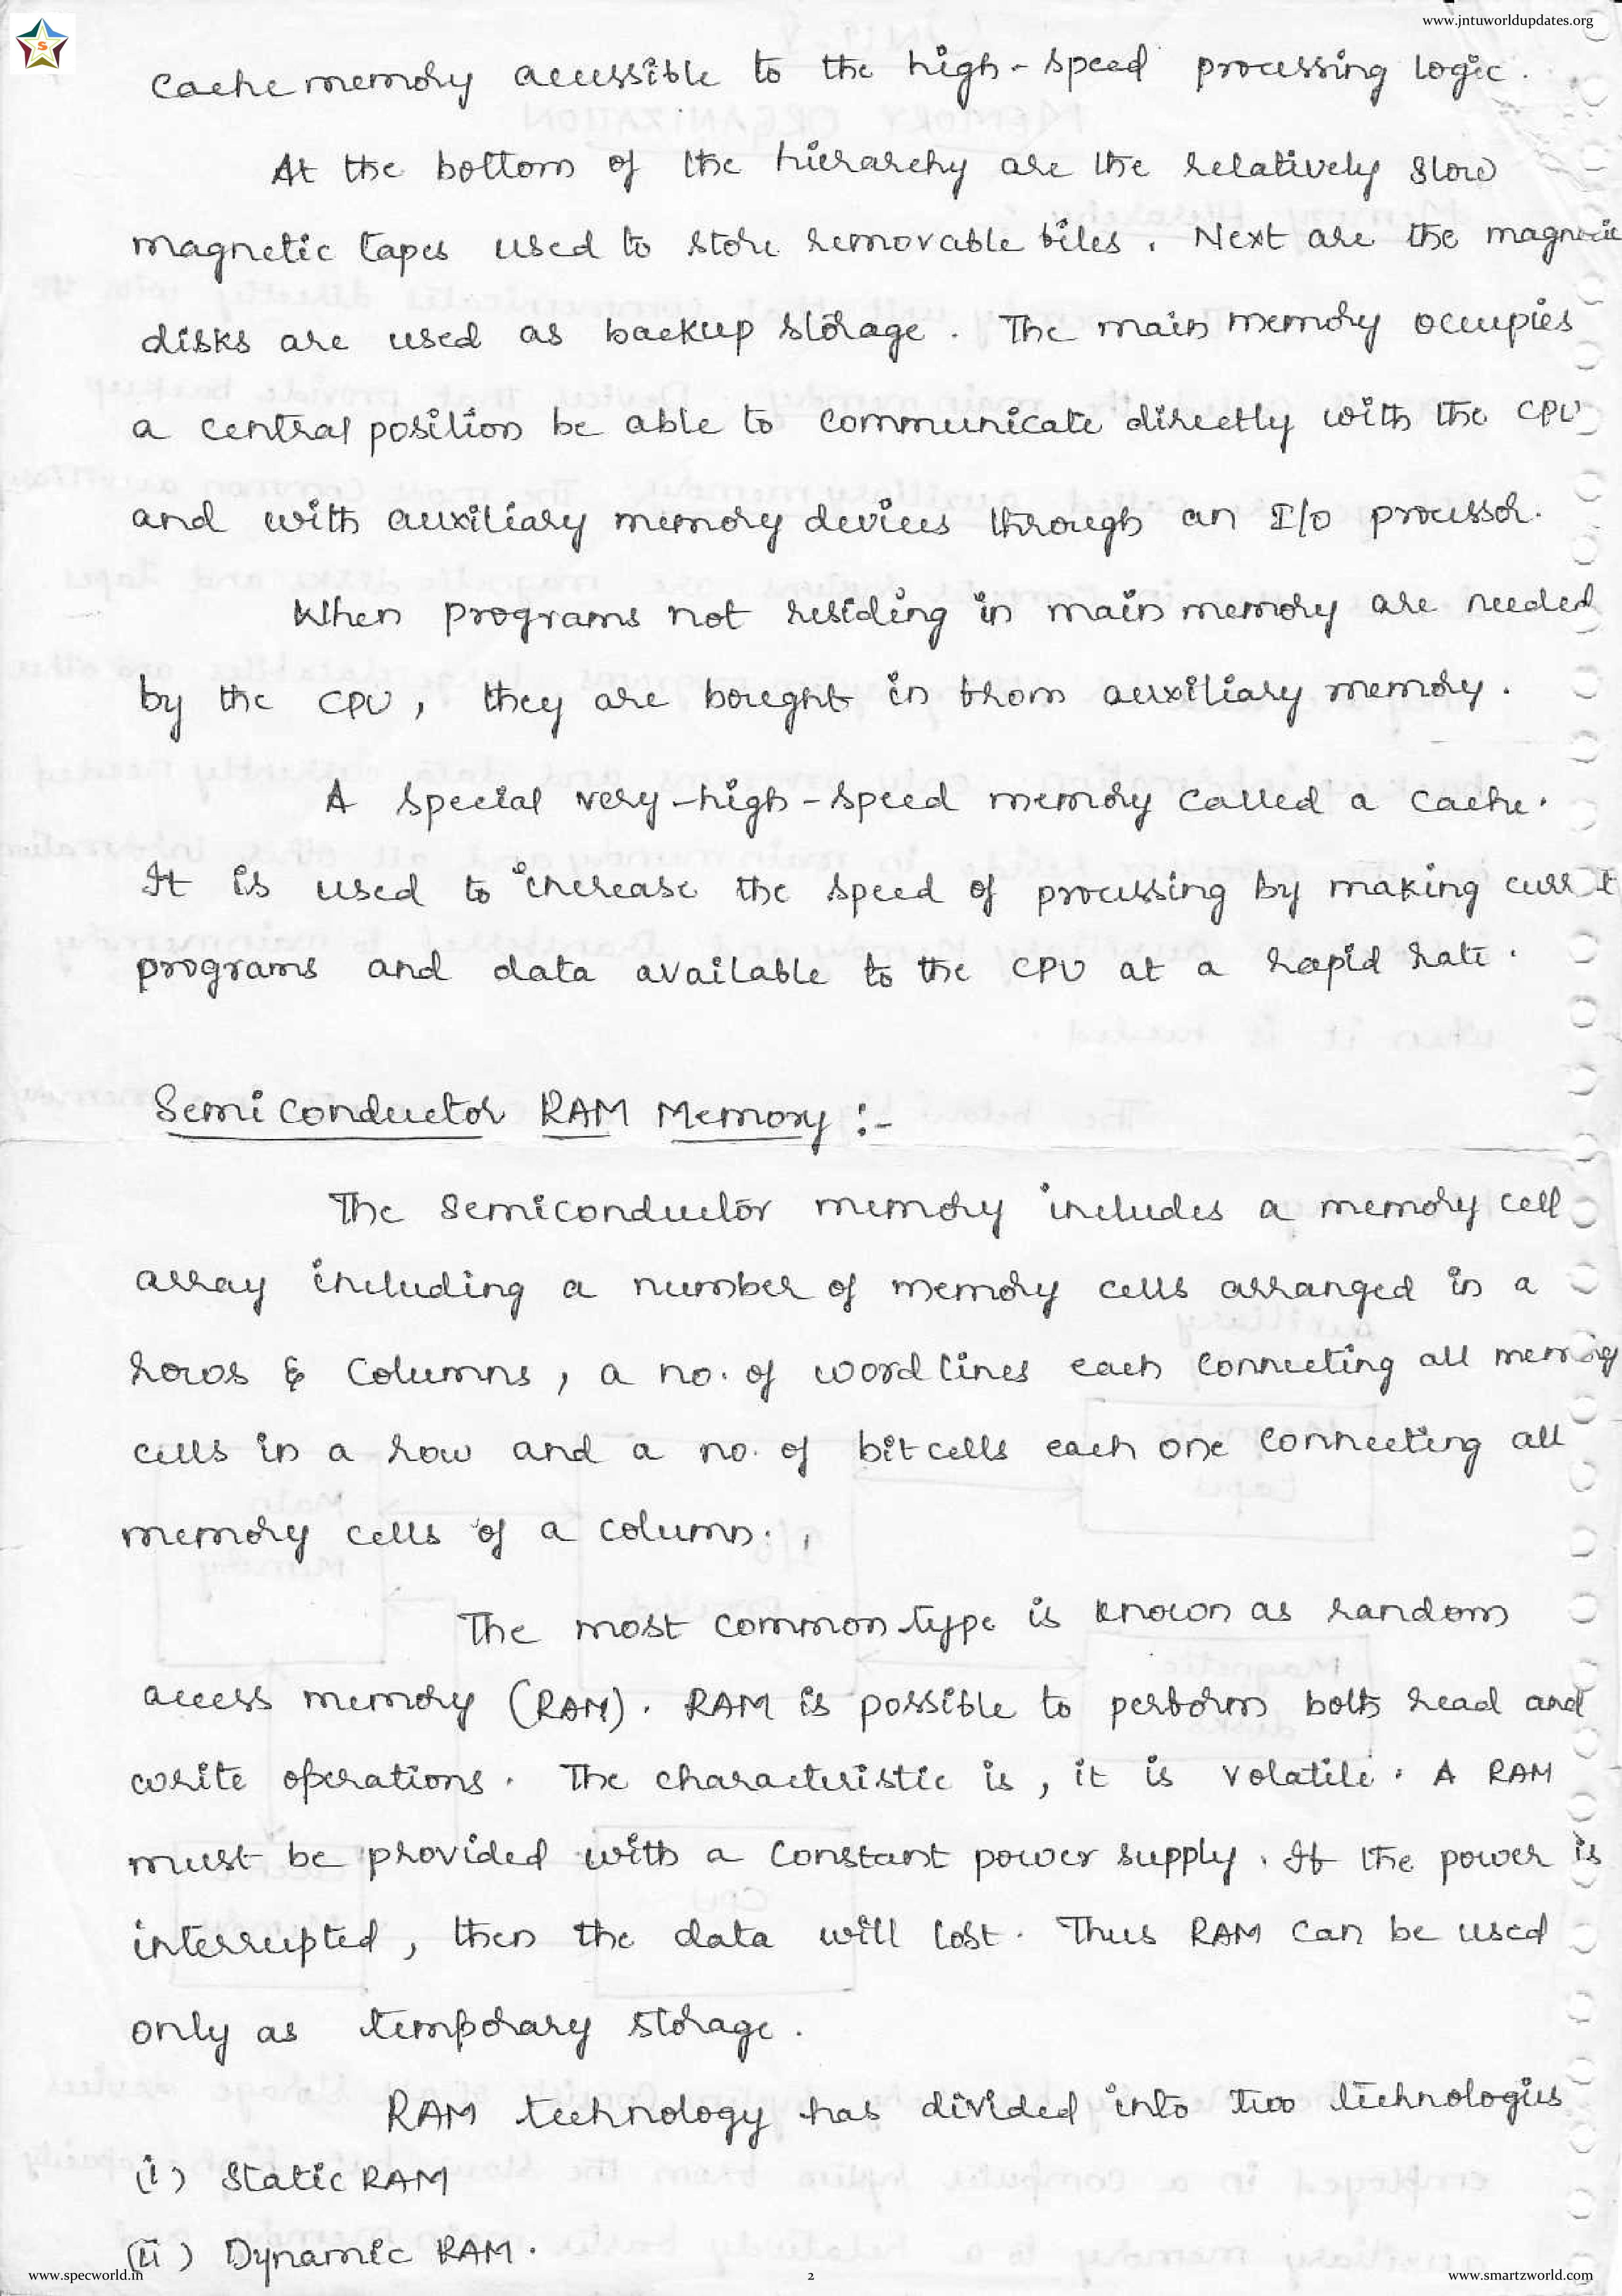 www.jntuworldupdates.org
S
Cache memory accessible to the high-speed processing logic.
At the bottom of the hierarchy are the relatively slow
magnetic tapes used to store removable files. Next are the magnetic
disks are used as backup storage. The main memory occupies
a central position be able to communicate directly with the CPU
and with auxiliary memory devices through an I/O processor.
When programs not residing in main memory are needed
by the CPU, they are bought in from auxiliary memory.
A special very-high-speed memory called a cache.
It is used to increase the speed of processing by making
programs and data available to the CPU at a rapid rate.
Semiconductor RAM Memory :-
The semiconductor memory includes a memory cell
array including a number of memory cells arranged in a
rows & columns, a no. of word lines each connecting all memory
cells in a row and a no. of bit cells each one connecting all
memory cells of a column.
The most common type is known as random
access memory (RAM). RAM is possible to perform both read and
write operations. The characteristic is, it is volatile. A RAM
must be provided with a constant power supply. If the power is
interrupted, then the data will lost. Thus RAM can be used
only as temporary storage.
RAM technology has divided into two technologies
(i) Static RAM
(ii) Dynamic RAM.
www.specworld.in 2 www.smartzworld.com